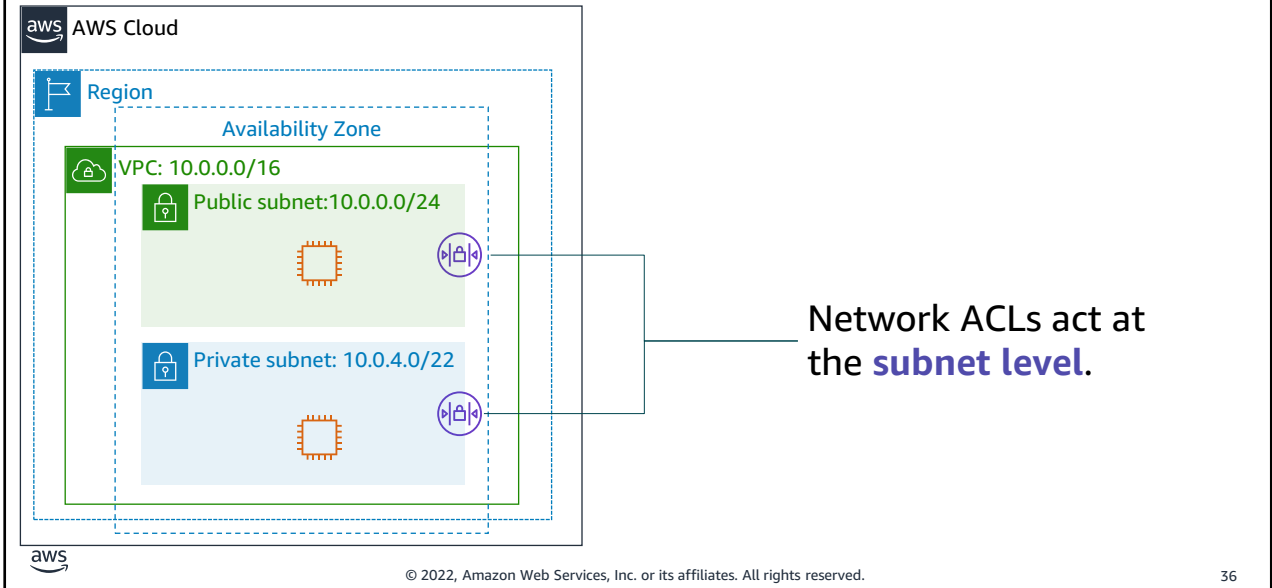 aws AWS Cloud
Region
Availability Zone
VPC: 10.0.0.0/16
Public subnet:10.0.0.0/24
Private subnet: 10.0.4.0/22
Network ACLs act at
the subnet level.
aws
© 2022, Amazon Web Services, Inc. or its affiliates. All rights reserved.
36